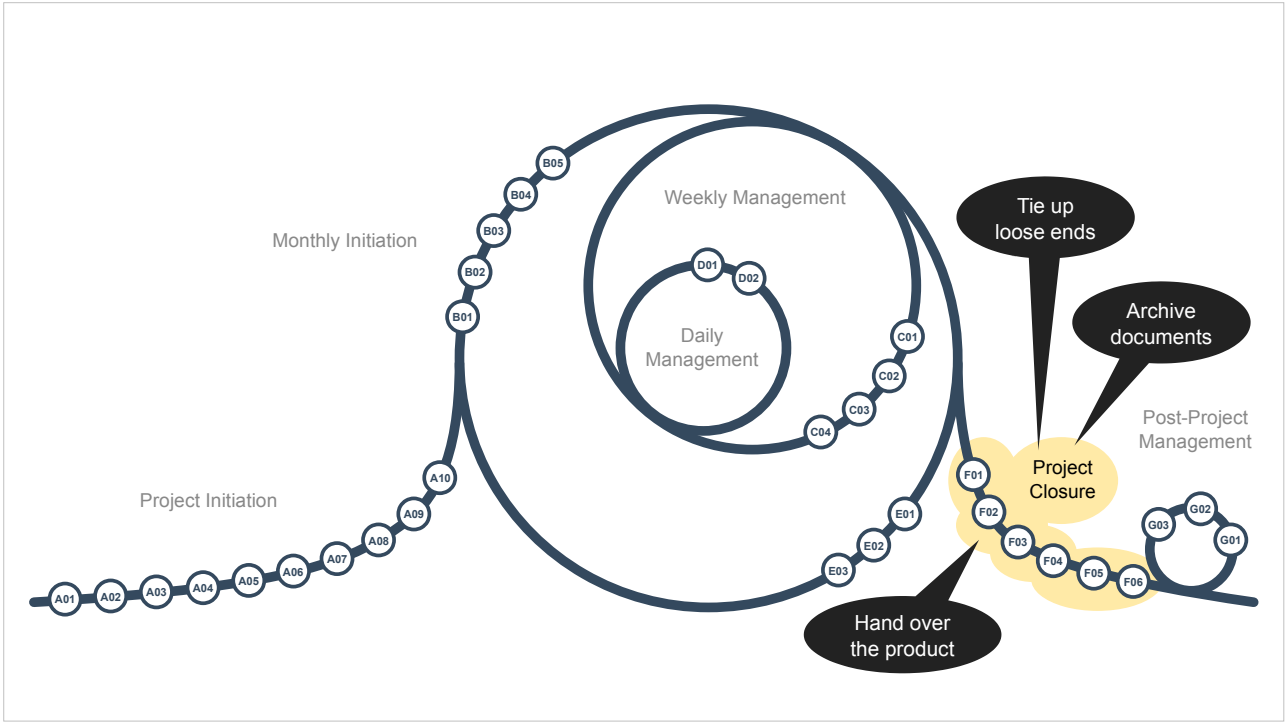 Project Initiation
A01
A02
A03
A04
A05
A06
A07
A08
A09
A10
Monthly Initiation
B01
B02
B03
B04
B05
Weekly Management
C01
C02
C03
C04
Daily
Management
D01
D02
E01
E02
E03
Tie up
loose ends
Archive
documents
Project
Closure
Hand over
the product
F01
F02
F03
F04
F05
F06
Post-Project
Management
G01
G02
G03